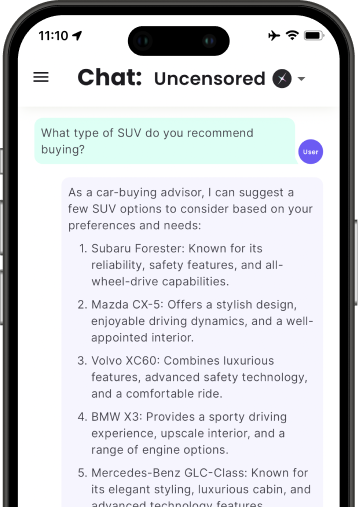 11:10
Chat: Uncensored
What type of SUV do you recommend
buying?
User
As a car-buying advisor, I can suggest a
few SUV options to consider based on your
preferences and needs:
1. Subaru Forester: Known for its
reliability, safety features, and all-
wheel-drive capabilities.
2. Mazda CX-5: Offers a stylish design,
enjoyable driving dynamics, and a well-
appointed interior.
3. Volvo XC60: Combines luxurious
features, advanced safety technology,
and a comfortable ride.
4. BMW X3: Provides a sporty driving
experience, upscale interior, and a
range of engine options.
5. Mercedes-Benz GLC-Class: Known for
its elegant styling, luxurious cabin, and
advanced technology features